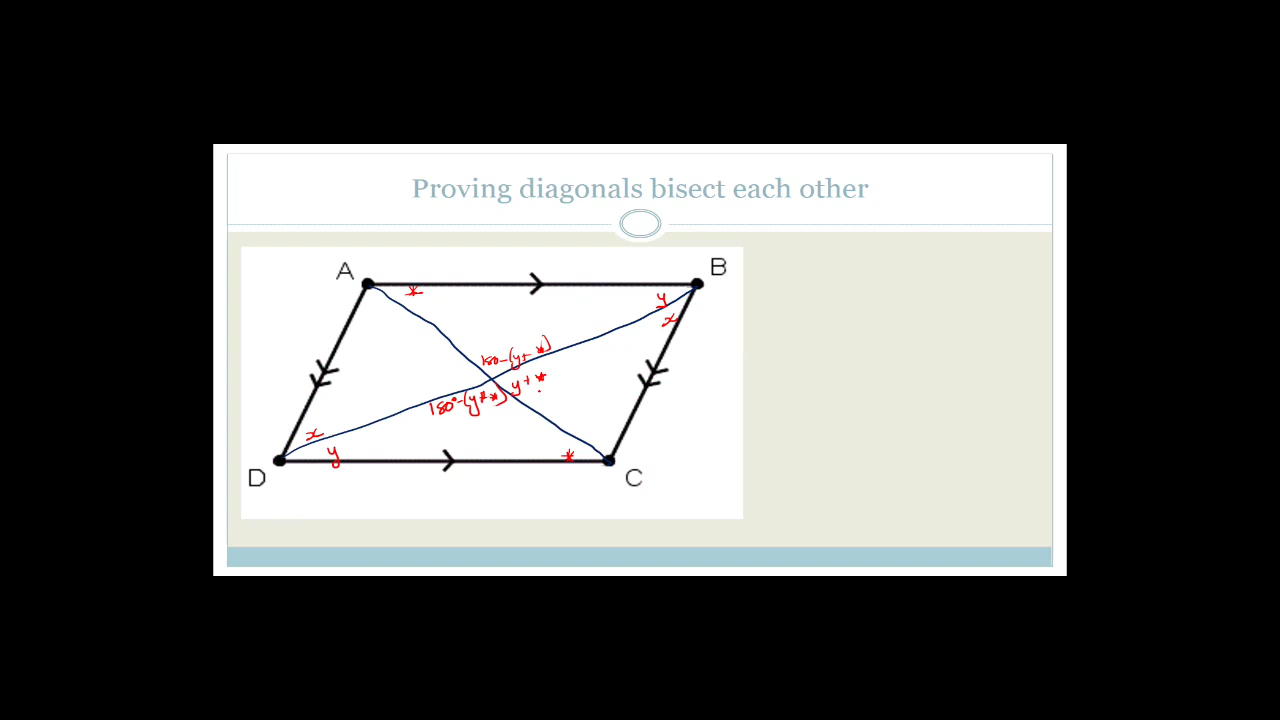 Proving diagonals bisect each other
A
B
*
y
x
180-(y+*)
y+*
180°-(y+*)
x
y
*
D
C